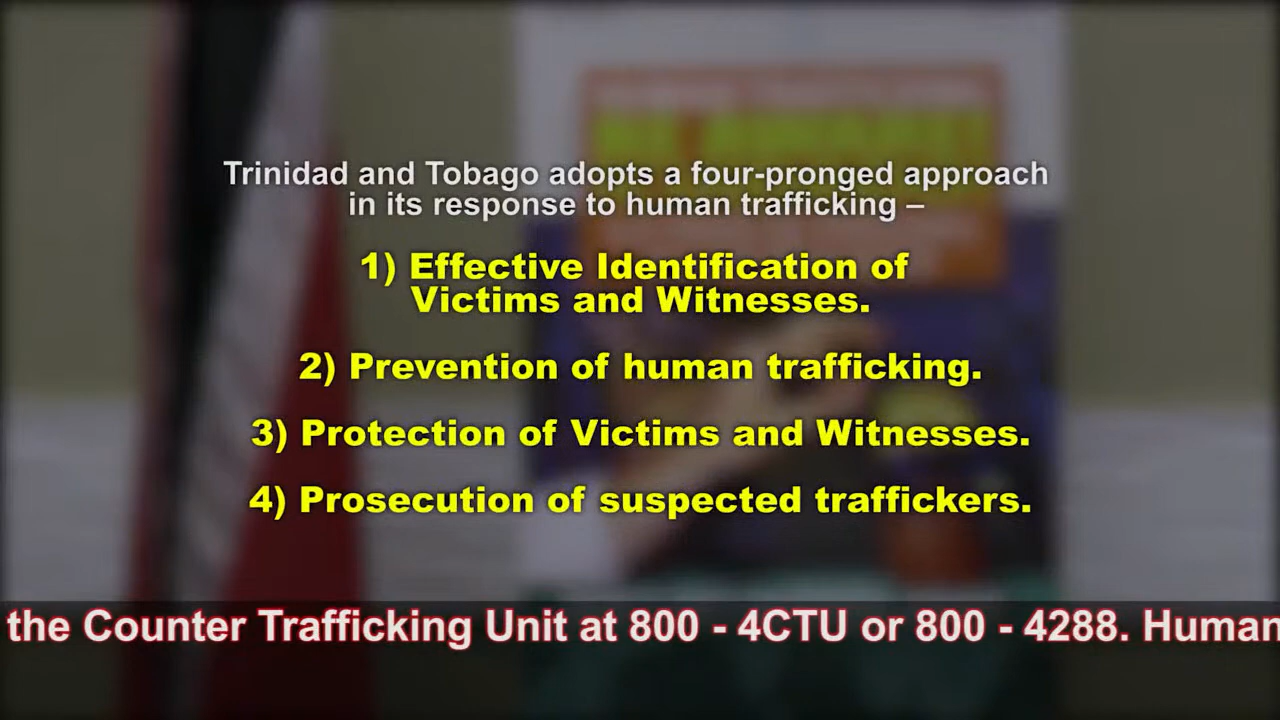 Trinidad and Tobago adopts a four-pronged approach
in its response to human trafficking –
1) Effective Identification of
Victims and Witnesses.
2) Prevention of human trafficking.
3) Protection of Victims and Witnesses.
4) Prosecution of suspected traffickers.
the Counter Trafficking Unit at 800 - 4CTU or 800 - 4288. Human